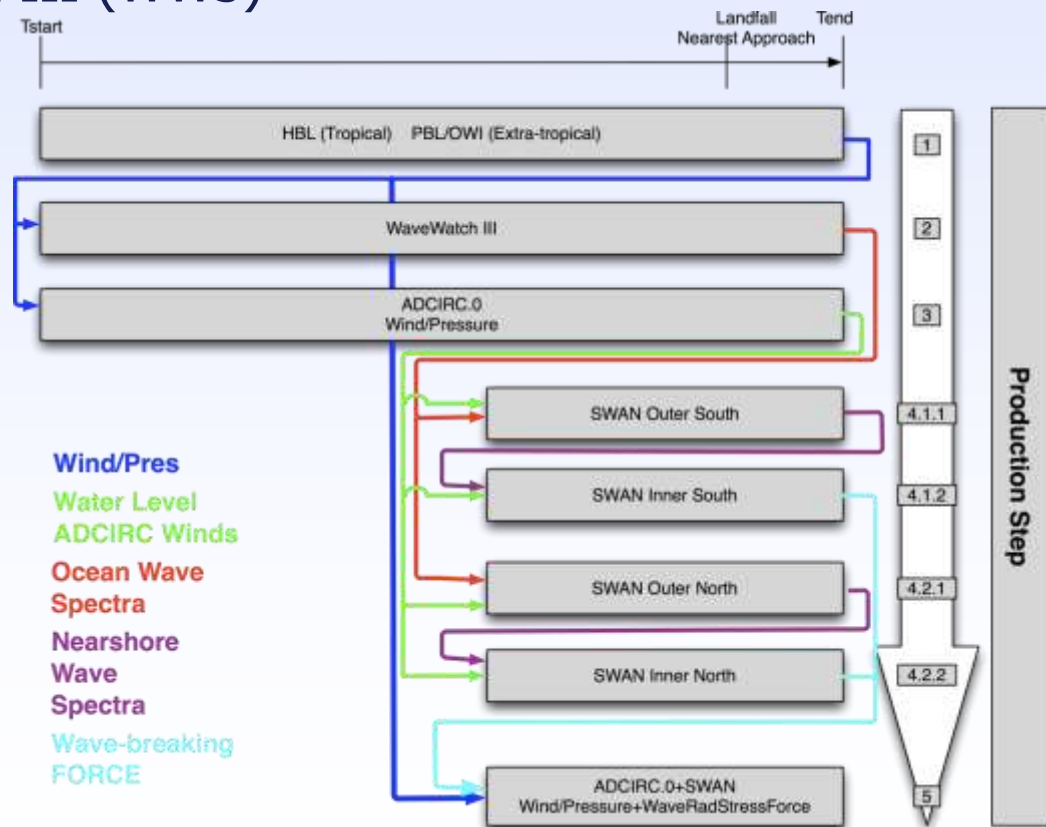 Tstart
Landfall
Nearest Approach
Tend
HBL (Tropical) PBL/OWI (Extra-tropical)
1
WaveWatch III
2
ADCIRC.0
Wind/Pressure
3
SWAN Outer South
4.1.1
SWAN Inner South
4.1.2
SWAN Outer North
4.2.1
SWAN Inner North
4.2.2
ADCIRC.0+SWAN
Wind/Pressure+WaveRadStressForce
5
Production Step
Wind/Pres
Water Level
ADCIRC Winds
Ocean Wave
Spectra
Nearshore
Wave
Spectra
Wave-breaking
FORCE